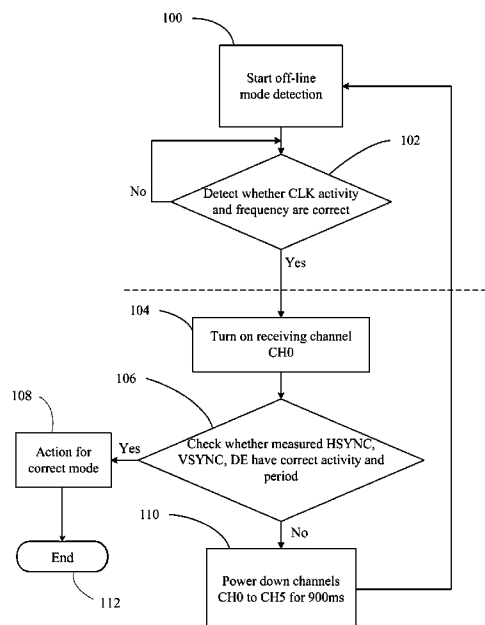 100
Start off-line
mode detection
102
No
Detect whether CLK activity
and frequency are correct
Yes
104
Turn on receiving channel
CH0
106
108
Check whether measured HSYNC,
VSYNC, DE have correct activity and
period
Yes
Action for
correct mode
No
110
End
112
Power down channels
CH0 to CH5 for 900ms